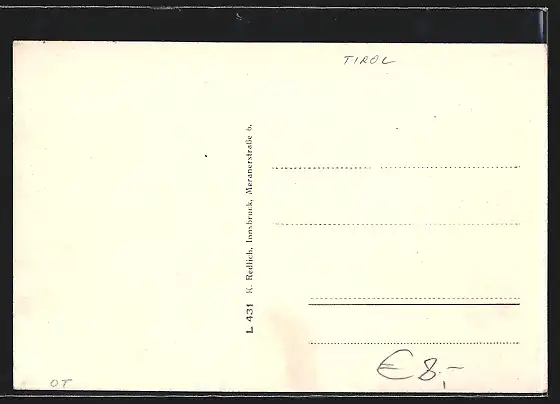 TIROL
L 431 K. Redlich, Innsbruck, Meranerstraße 6.
€ 8,-
OT